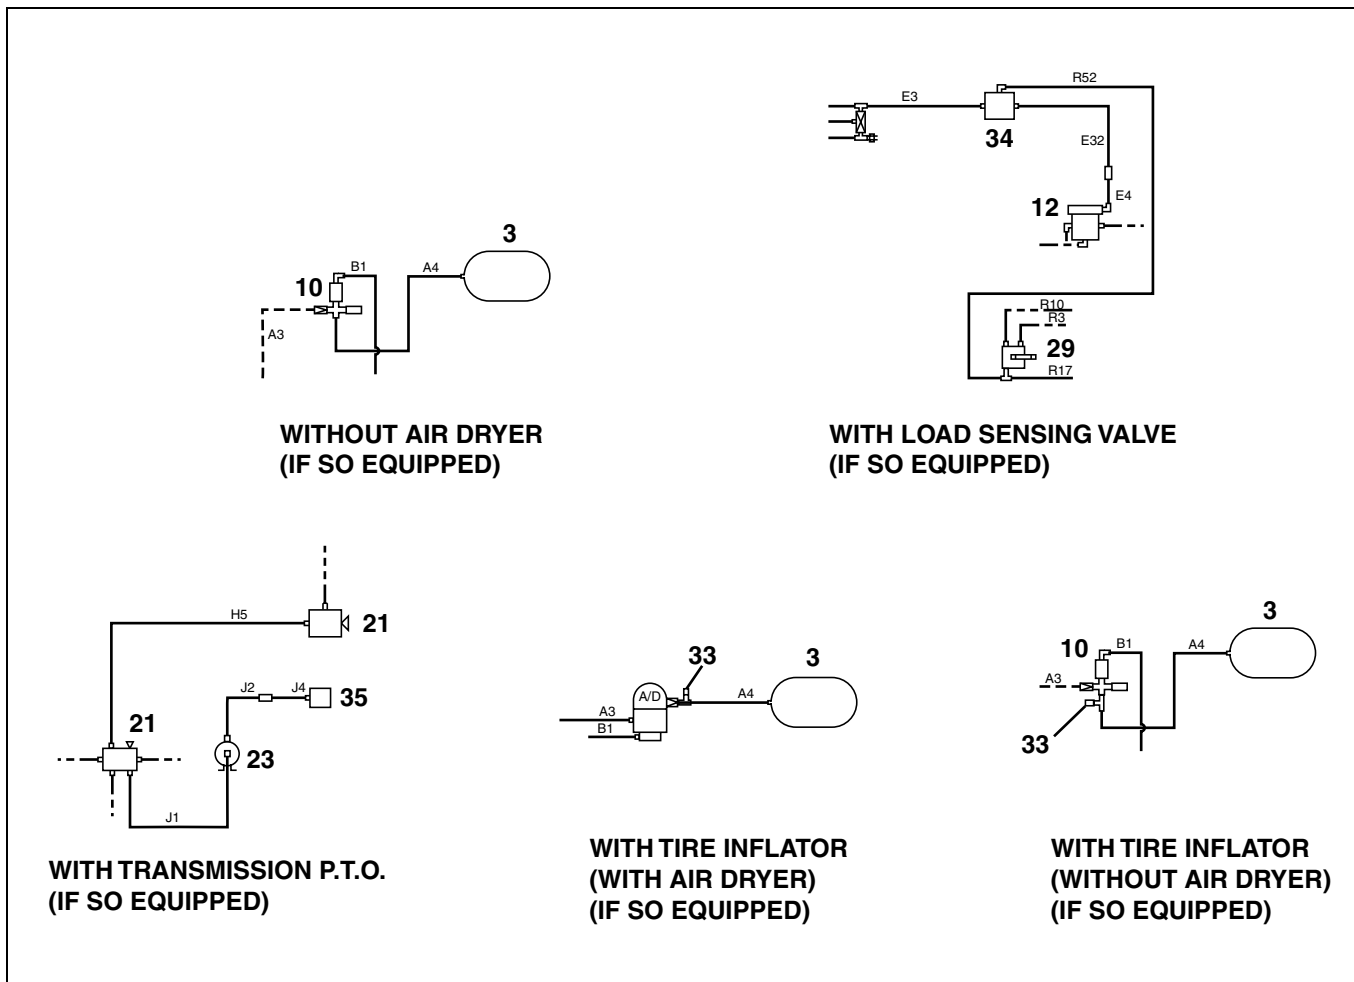 3
B1
A4
10
A3
WITHOUT AIR DRYER
(IF SO EQUIPPED)
R52
E3
34
E32
E4
12
R10
R3
29
R17
WITH LOAD SENSING VALVE
(IF SO EQUIPPED)
H5
21
J2
J4
35
21
23
J1
WITH TRANSMISSION P.T.O.
(IF SO EQUIPPED)
33
3
A/D
A4
A3
B1
WITH TIRE INFLATOR
(WITH AIR DRYER)
(IF SO EQUIPPED)
3
10
B1
A4
A3
33
WITH TIRE INFLATOR
(WITHOUT AIR DRYER)
(IF SO EQUIPPED)